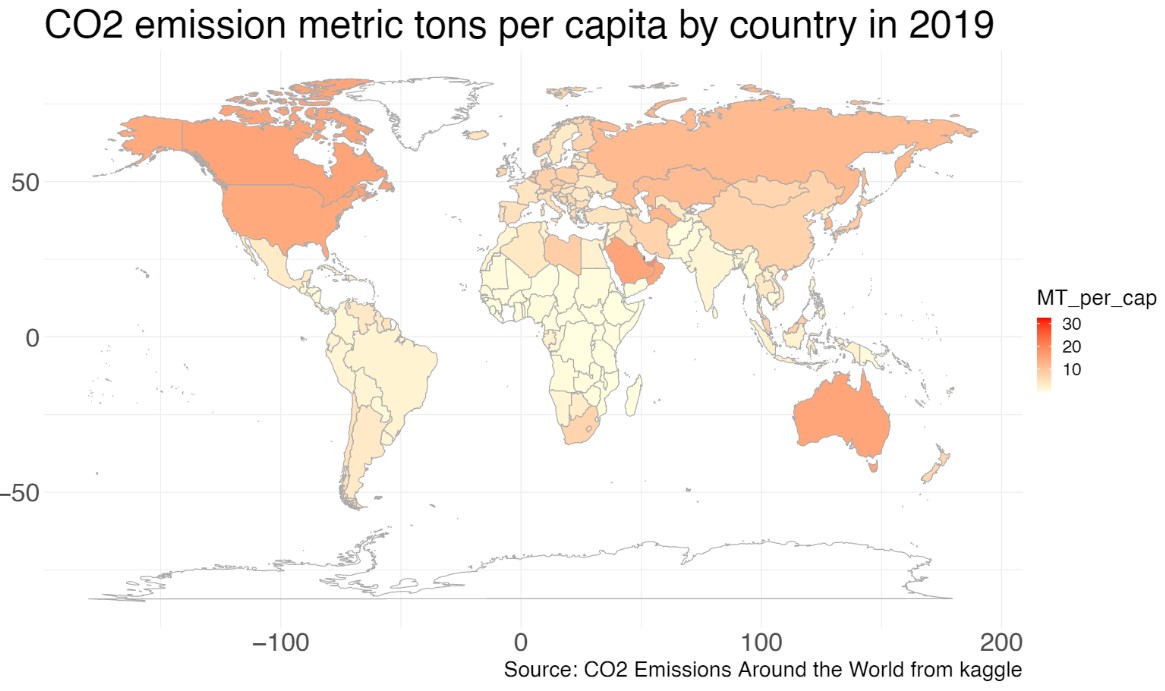 CO2 emission metric tons per capita by country in 2019
50
0
−50
MT_per_cap
30
20
10
−100 0 100 200
Source: CO2 Emissions Around the World from kaggle